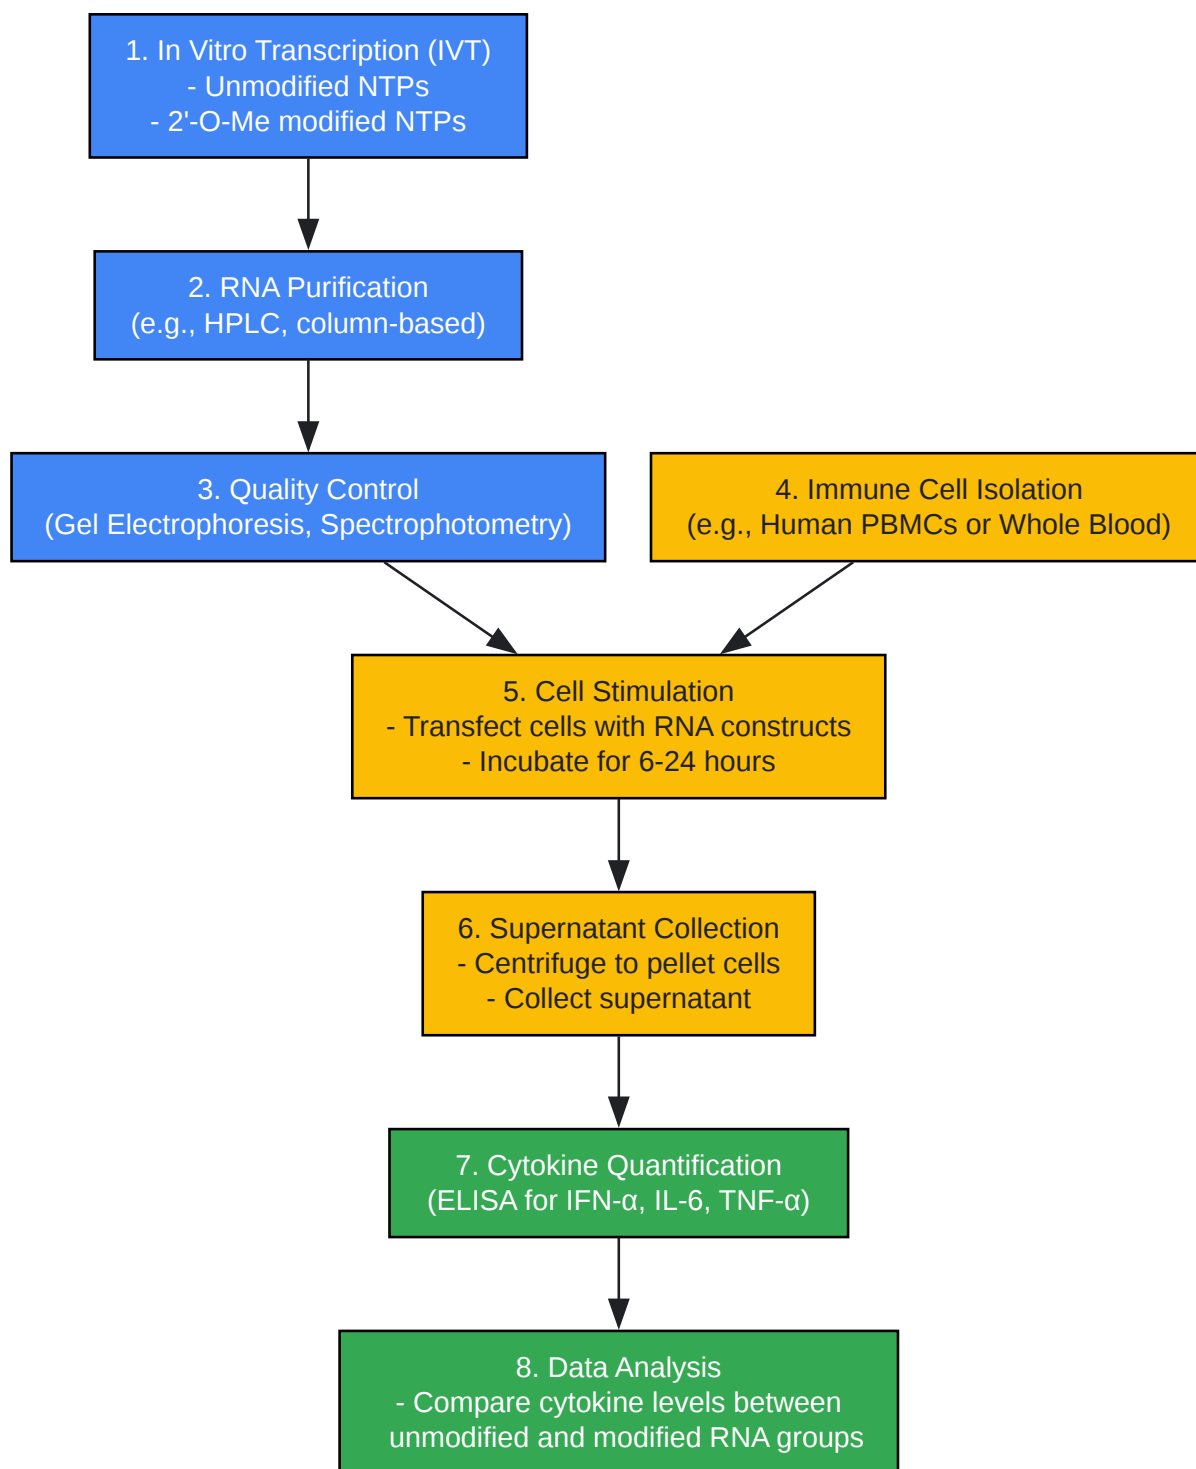 1. In Vitro Transcription (IVT)
- Unmodified NTPs
- 2'-O-Me modified NTPs
2. RNA Purification
(e.g., HPLC, column-based)
3. Quality Control
(Gel Electrophoresis, Spectrophotometry)
4. Immune Cell Isolation
(e.g., Human PBMCs or Whole Blood)
5. Cell Stimulation
- Transfect cells with RNA constructs
- Incubate for 6-24 hours
6. Supernatant Collection
- Centrifuge to pellet cells
- Collect supernatant
7. Cytokine Quantification
(ELISA for IFN-α, IL-6, TNF-α)
8. Data Analysis
- Compare cytokine levels between
unmodified and modified RNA groups